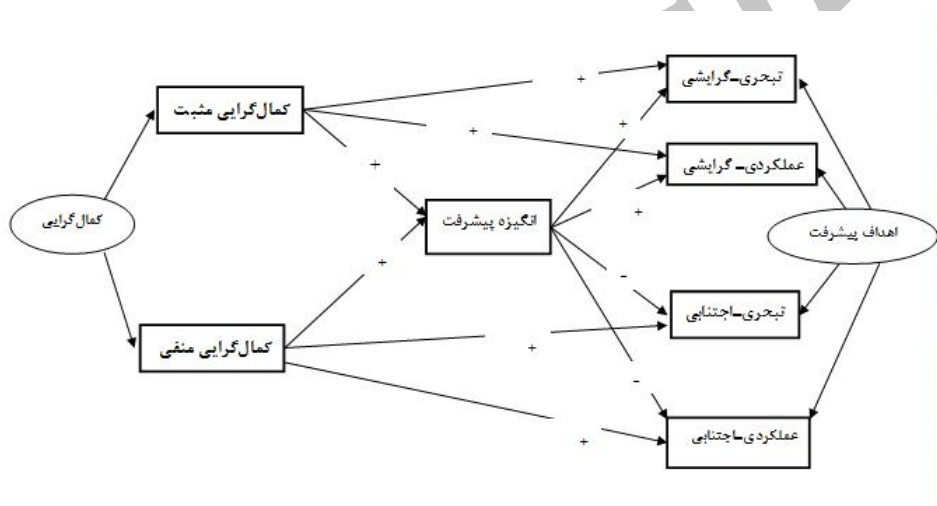 تبحری-گرایشی
کمال‌گرایی مثبت
+
+
+
عملکردی- گرایشی
+
کمال‌گرایی
انگیزه پیشرفت
+
اهداف پیشرفت
+
-
تبحری-اجتنابی
کمال‌گرایی منفی
+
-
عملکردی-اجتنابی
+